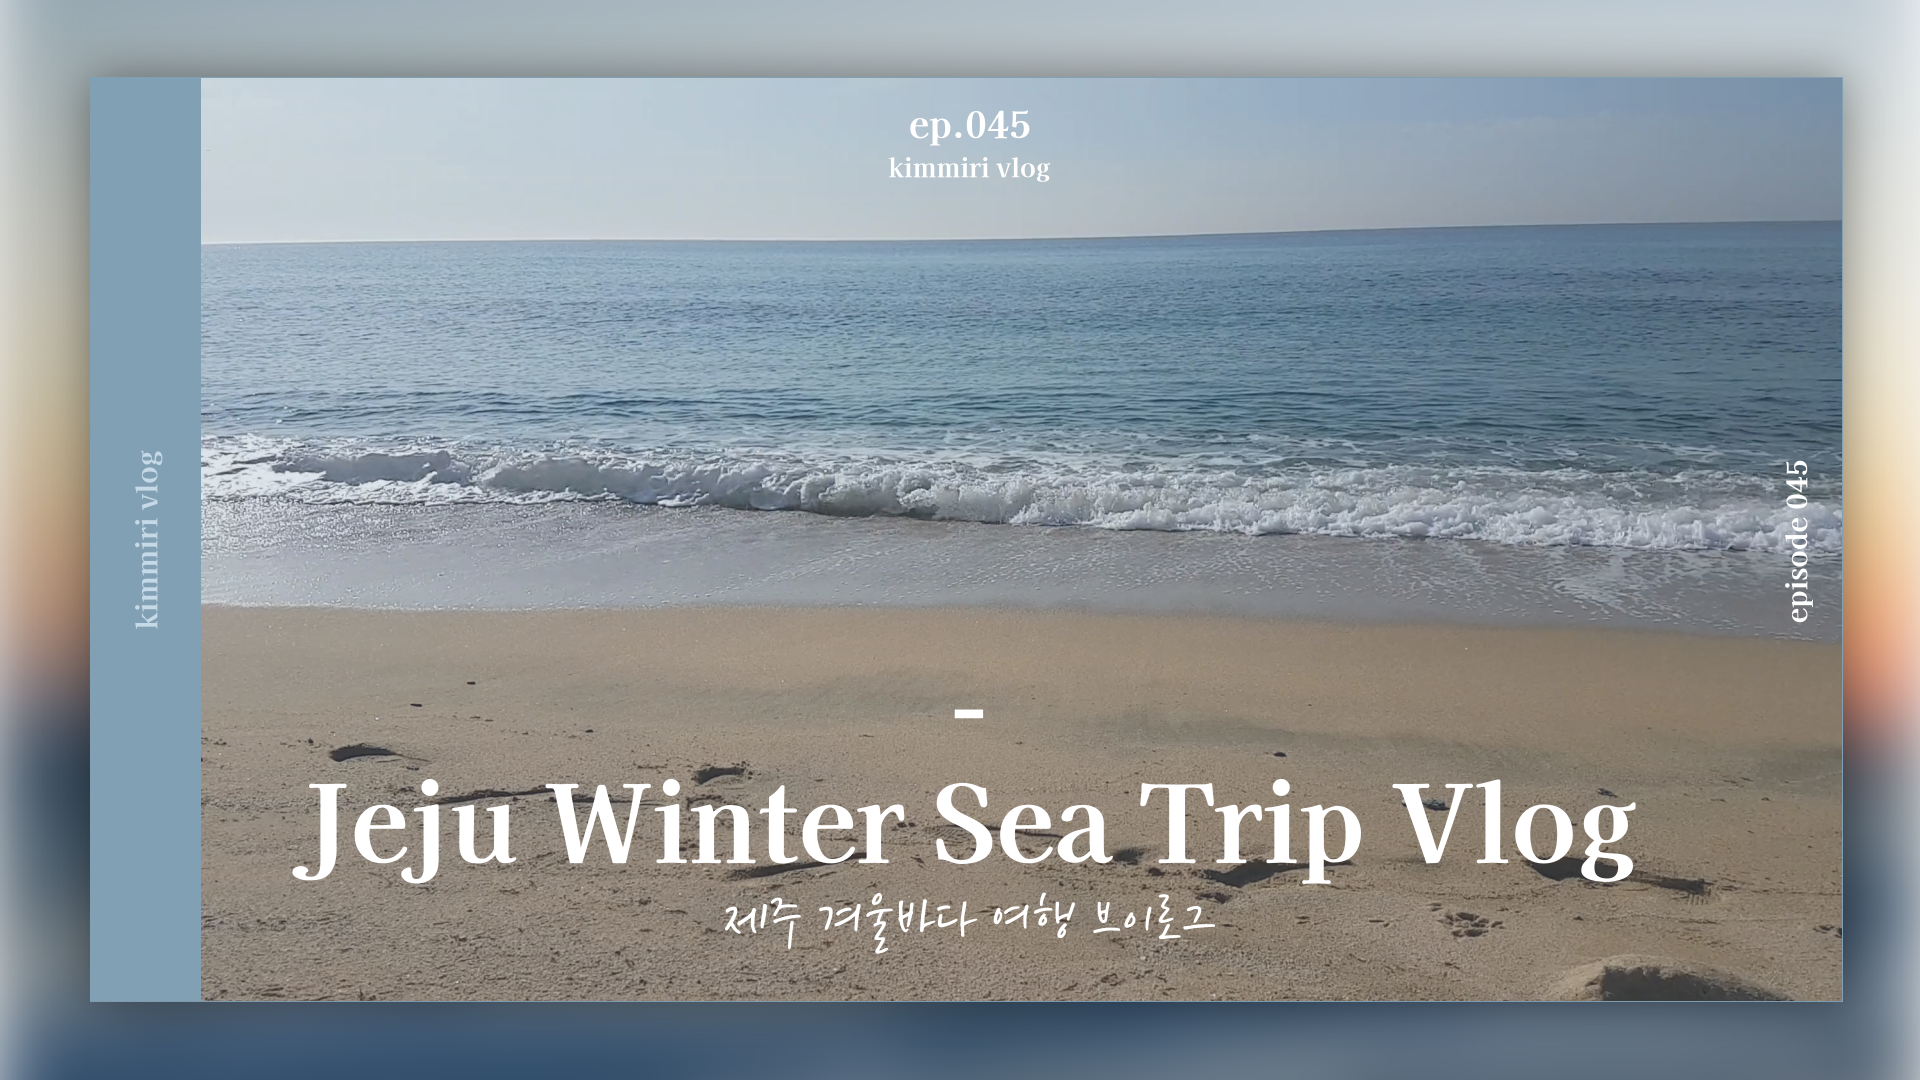 ep.045
kimmiri vlog
kimmiri vlog
episode 045
-
Jeju Winter Sea Trip Vlog
제주 겨울바다 여행 브이로그